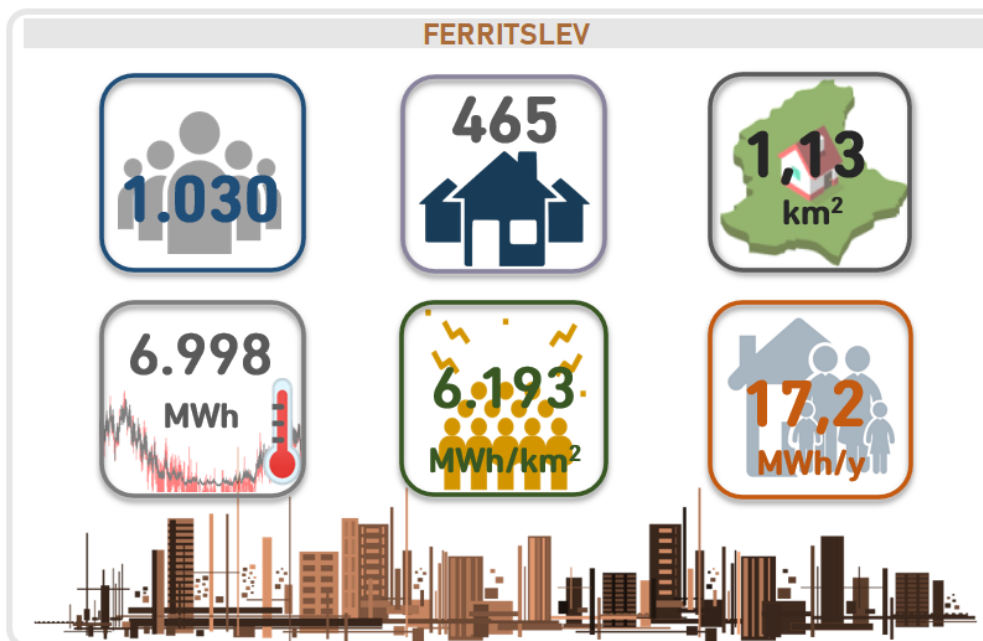 FERRITSLEV
1.030
465
1,13
km²
6.998
MWh
6.193
MWh/km²
17,2
MWh/y